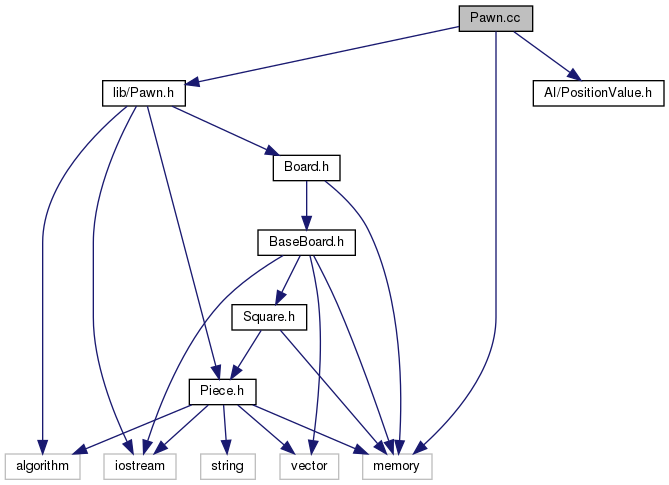 Pawn.cc
lib/Pawn.h
AI/PositionValue.h
Board.h
BaseBoard.h
Square.h
Piece.h
algorithm
iostream
string
vector
memory